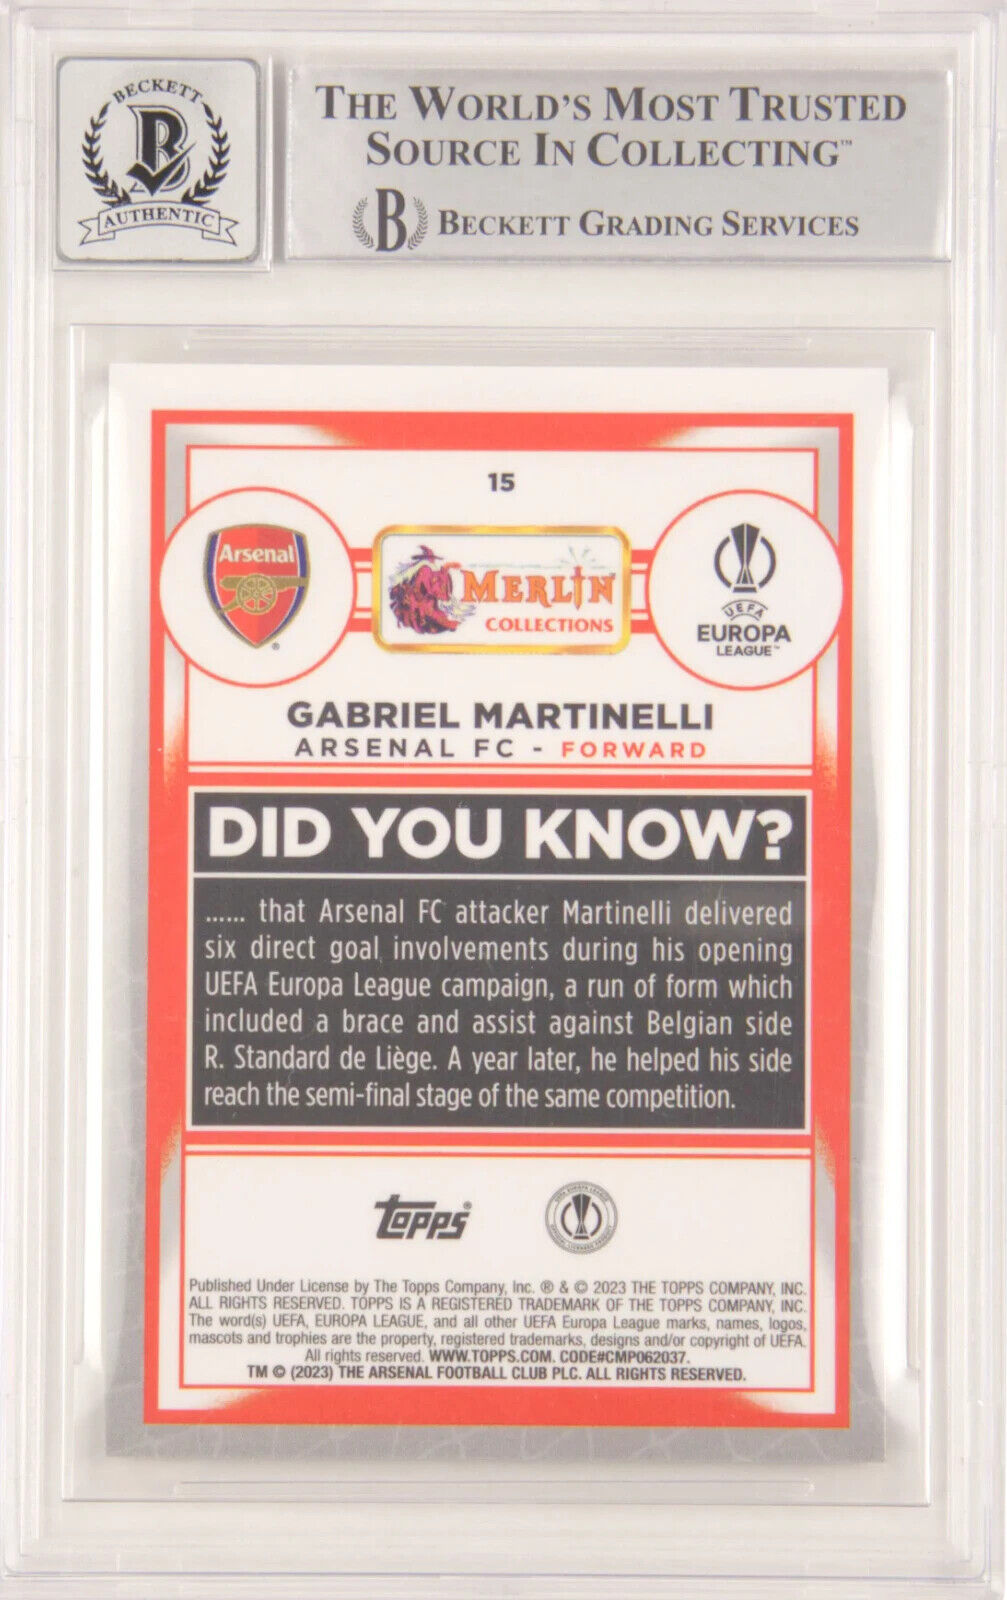 BECKETT
B
AUTHENTIC
THE WORLD'S MOST TRUSTED
SOURCE IN COLLECTING™
B BECKETT GRADING SERVICES
15
Arsenal
®
MERLIN
COLLECTIONS
UEFA
EUROPA
LEAGUE™
GABRIEL MARTINELLI
ARSENAL FC - FORWARD
DID YOU KNOW?
...... that Arsenal FC attacker Martinelli delivered
six direct goal involvements during his opening
UEFA Europa League campaign, a run of form which
included a brace and assist against Belgian side
R. Standard de Liège. A year later, he helped his side
reach the semi-final stage of the same competition.
topps®
Published Under License by The Topps Company, Inc. ® & © 2023 THE TOPPS COMPANY, INC.
ALL RIGHTS RESERVED. TOPPS IS A REGISTERED TRADEMARK OF THE TOPPS COMPANY, INC.
The word(s) UEFA, EUROPA LEAGUE, and all other UEFA Europa League marks, names, logos,
mascots and trophies are the property, registered trademarks, designs and/or copyright of UEFA.
All rights reserved. WWW.TOPPS.COM. CODE#CMP062037.
TM © (2023) THE ARSENAL FOOTBALL CLUB PLC. ALL RIGHTS RESERVED.